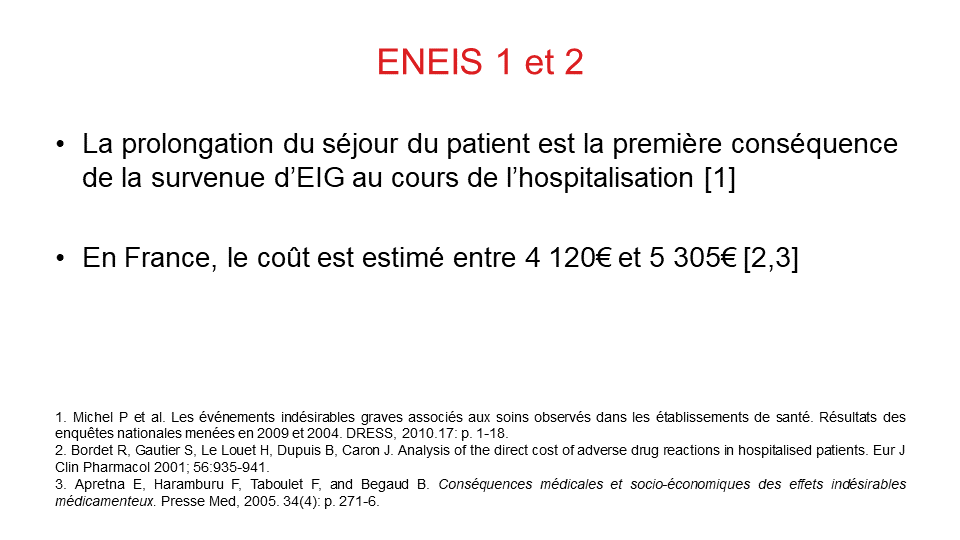 ENEIS 1 et 2
• La prolongation du séjour du patient est la première conséquence
de la survenue d’EIG au cours de l’hospitalisation [1]
• En France, le coût est estimé entre 4 120€ et 5 305€ [2,3]
1. Michel P et al. Les événements indésirables graves associés aux soins observés dans les établissements de santé. Résultats des
enquêtes nationales menées en 2009 et 2004. DRESS, 2010.17: p. 1-18.
2. Bordet R, Gautier S, Le Louet H, Dupuis B, Caron J. Analysis of the direct cost of adverse drug reactions in hospitalised patients. Eur J
Clin Pharmacol 2001; 56:935-941.
3. Apretna E, Haramburu F, Taboulet F, and Begaud B. Conséquences médicales et socio-économiques des effets indésirables
médicamenteux. Presse Med, 2005. 34(4): p. 271-6.